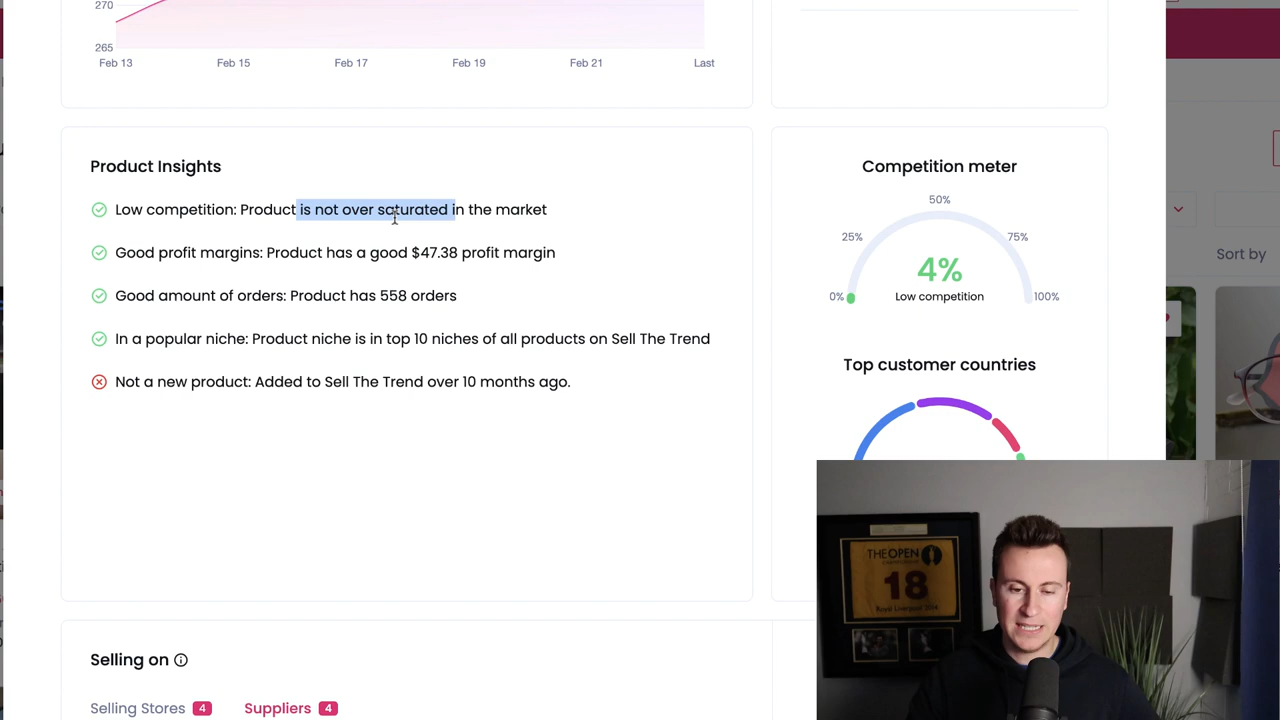 270
265
Feb 13
Feb 15
Feb 17
Feb 19
Feb 21
Last
Product Insights
Low competition: Product is not over saturated in the market
Good profit margins: Product has a good $47.38 profit margin
Good amount of orders: Product has 558 orders
In a popular niche: Product niche is in top 10 niches of all products on Sell The Trend
Not a new product: Added to Sell The Trend over 10 months ago.
Competition meter
50%
25%
75%
4%
0%
Low competition
100%
Top customer countries
Sort by
Selling on
Selling Stores 4
Suppliers 4
THE OPEN
18